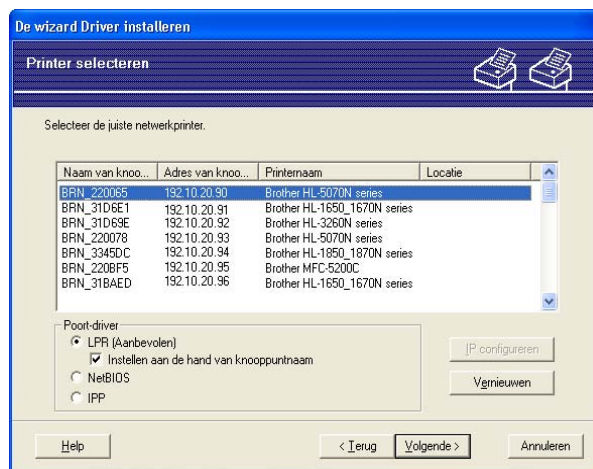 De wizard Driver installeren
Printer selecteren
Selecteer de juiste netwerkprinter.
Naam van knoo... Adres van knoo... Printernaam Locatie
BRN_220065 192.10.20.90 Brother HL-5070N series
BRN_31D6E1 192.10.20.91 Brother HL-1650_1670N series
BRN_31D69E 192.10.20.92 Brother HL-3260N series
BRN_220078 192.10.20.93 Brother HL-5070N series
BRN_3345DC 192.10.20.94 Brother HL-1850_1870N series
BRN_220BF5 192.10.20.95 Brother MFC-5200C
BRN_31BAED 192.10.20.96 Brother HL-1650_1670N series
Poort-driver
LPR (Aanbevolen)
Instellen aan de hand van knooppuntnaam
NetBIOS
IPP
IP configureren
Vernieuwen
Help
< Terug
Volgende >
Annuleren